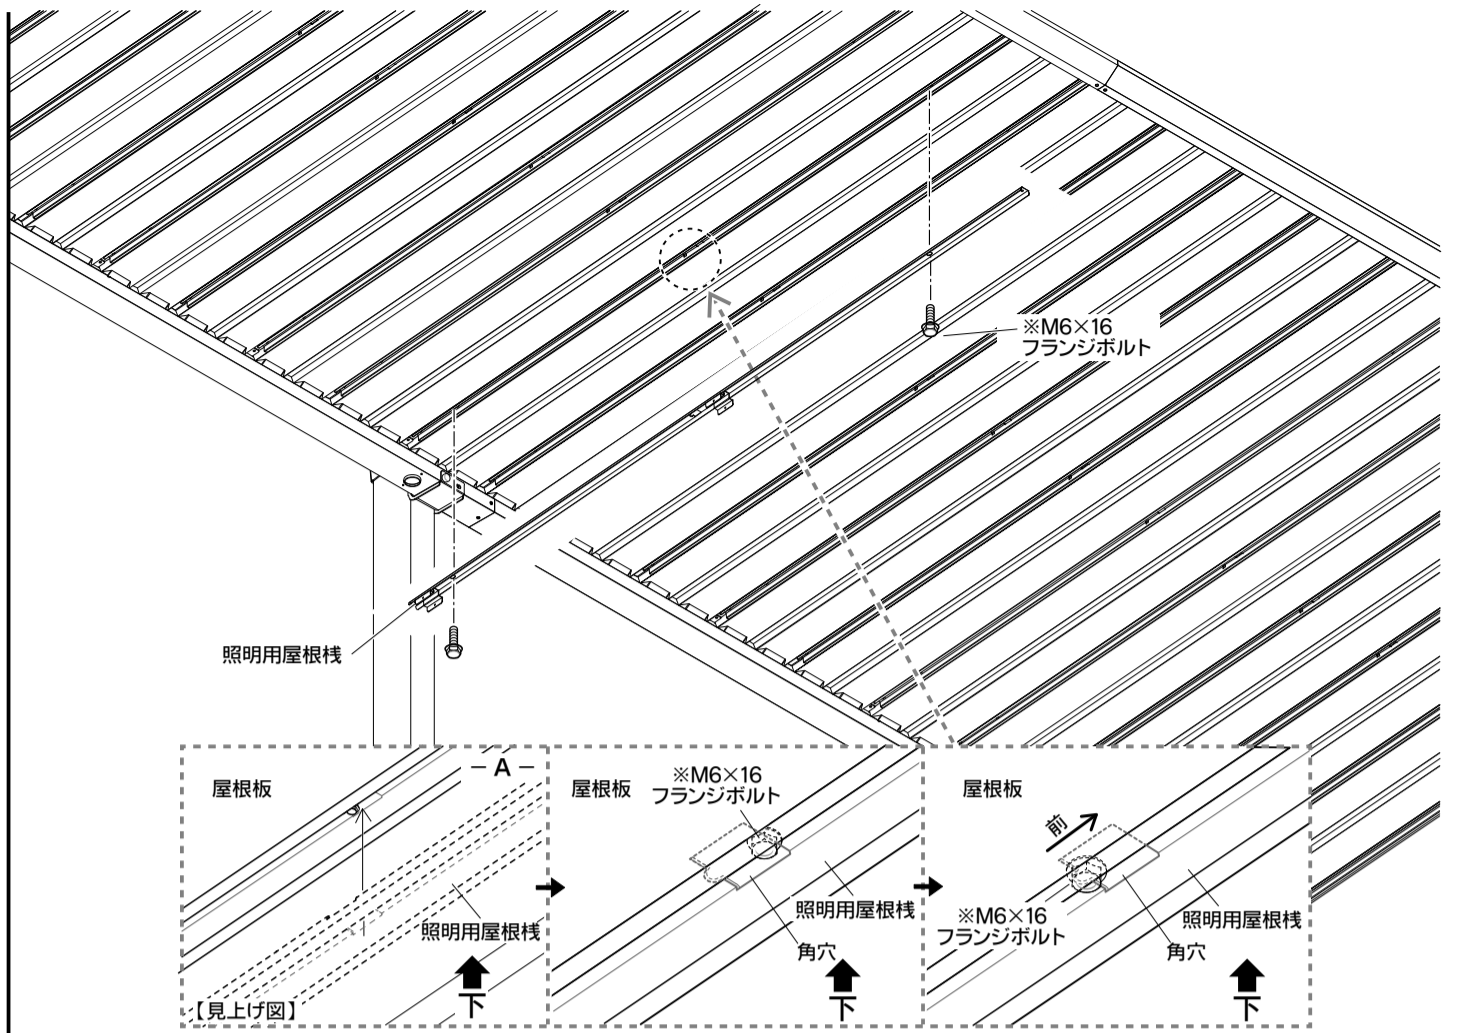 ※M6×16
フランジボルト
照明用屋根桟
屋根板
－A－
照明用屋根桟
下
【見上げ図】
屋根板
※M6×16
フランジボルト
照明用屋根桟
角穴
下
屋根板
前
※M6×16
フランジボルト
照明用屋根桟
角穴
下